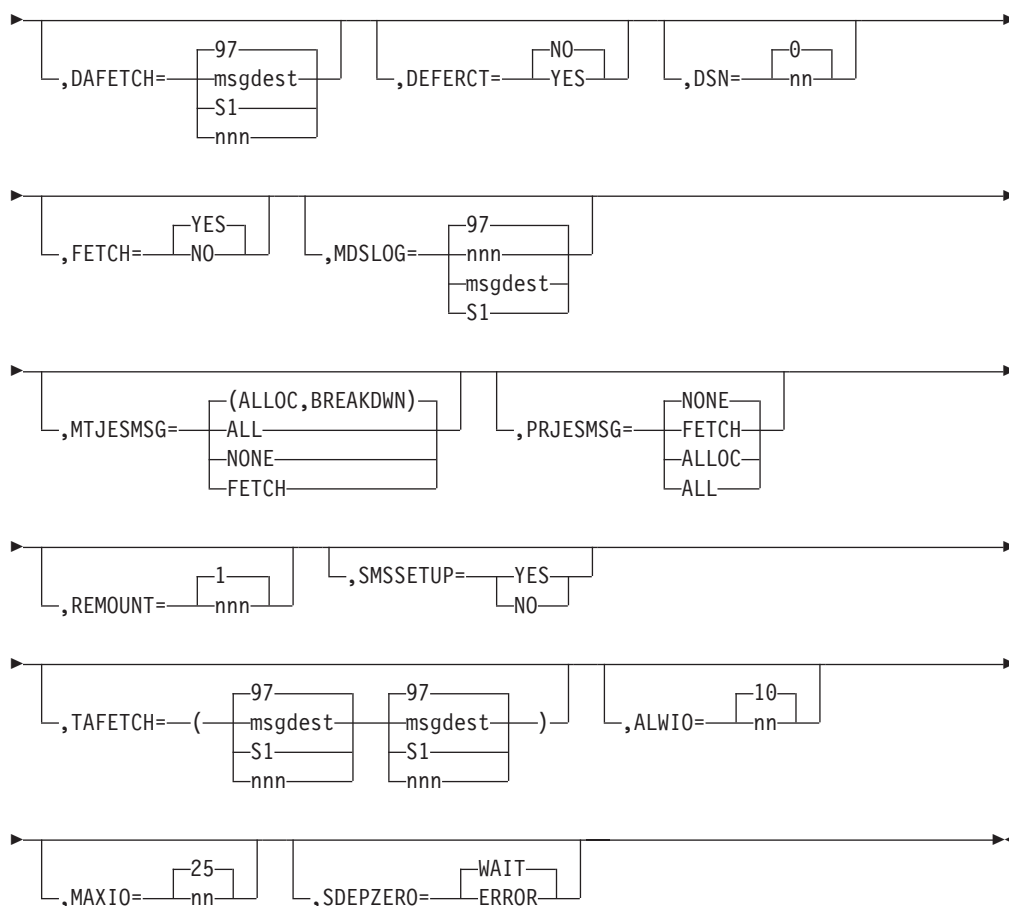 97 NO 0
,DAFETCH= msgdest ,DEFERCT= YES ,DSN= nn
S1
nnn
YES 97
,FETCH= NO ,MDSLOG= nnn
msgdest
S1
(ALLOC,BREAKDWN) NONE
,MTJESMSG= ALL ,PRJESMSG= FETCH
NONE ALLOC
FETCH ALL
1 ,SMSSETUP= YES
,REMOUNT= nnn NO
97 97 10
,TAFETCH= ( msgdest msgdest ) ,ALWIO= nn
S1 S1
nnn nnn
25 WAIT
,MAXIO= nn ,SDEPZERO= ERROR